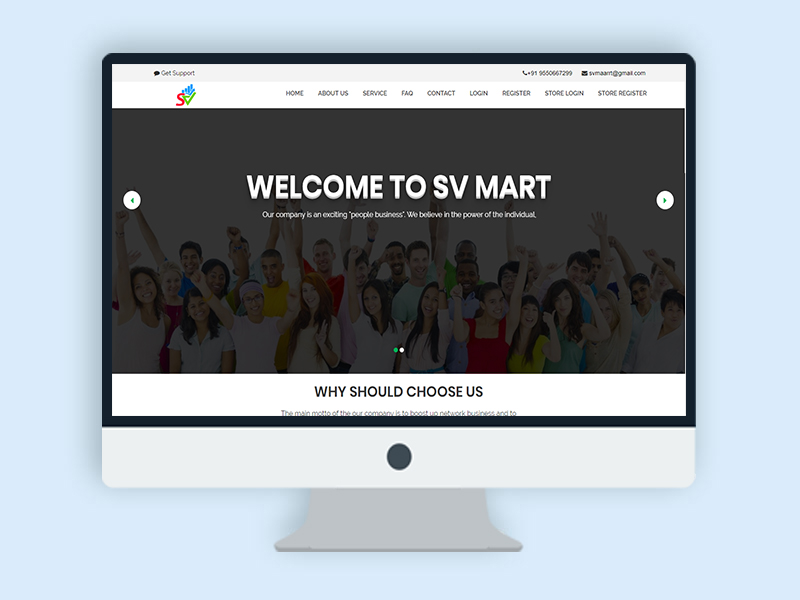 Get Support
+91 9550667299 svmaarrt@gmail.com
SV
HOME ABOUT US SERVICE FAQ CONTACT LOGIN REGISTER STORE LOGIN STORE REGISTER
WELCOME TO SV MART
Our company is an exciting "people business". We believe in the power of the individual,
WHY SHOULD CHOOSE US
The main motto of the our company is to boost up network business and to